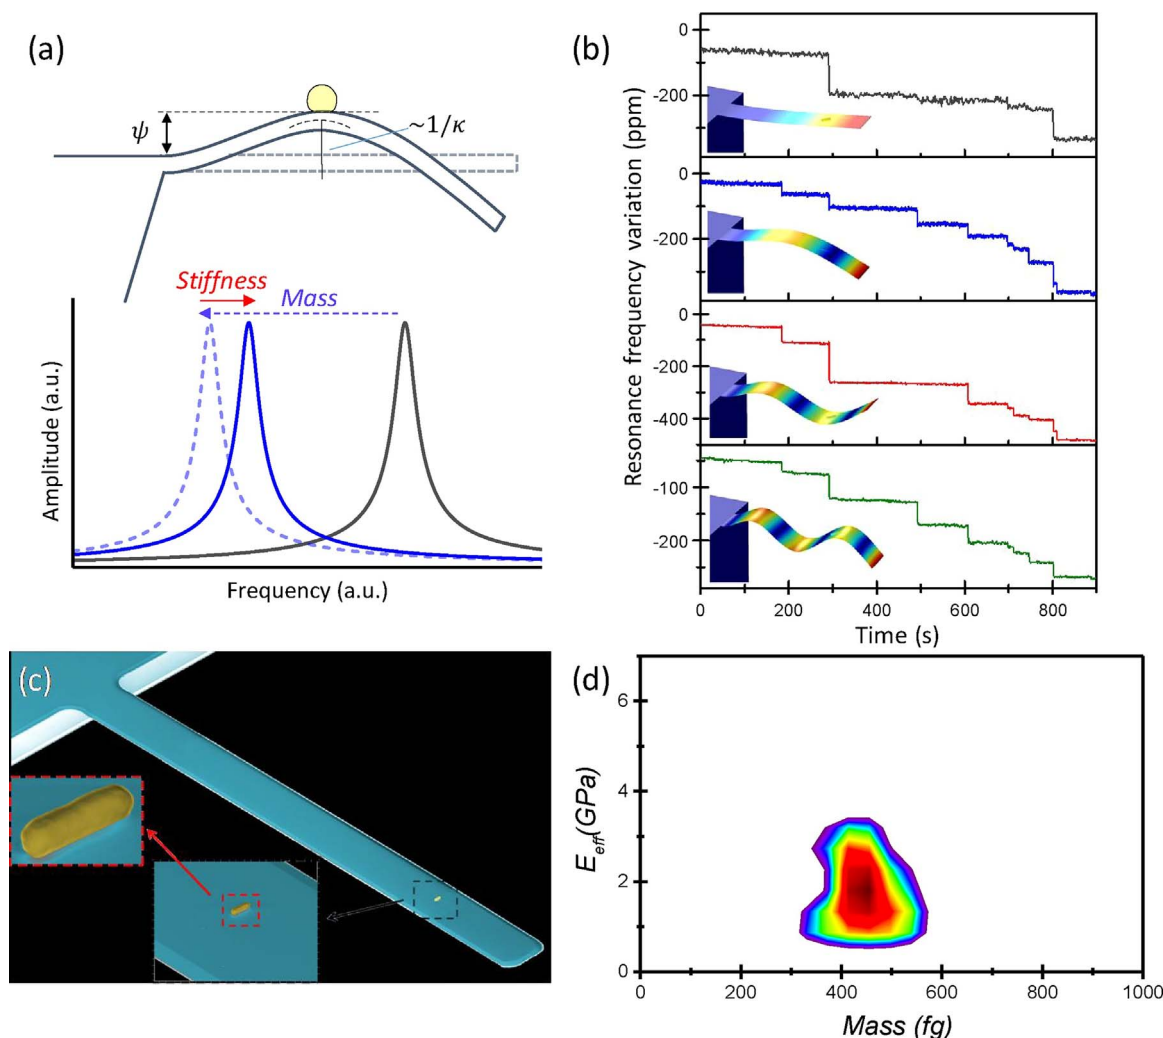 (a)
ψ
~1/κ
Stiffness
Mass
Amplitude (a.u.)
Frequency (a.u.)
(b)
Resonance frequency variation (ppm)
0
-200
0
-200
0
-200
-400
-100
-200
0 200 400 600 800
Time (s)
(c)
(d)
E_eff(GPa)
6
4
2
0
0 200 400 600 800 1000
Mass (fg)